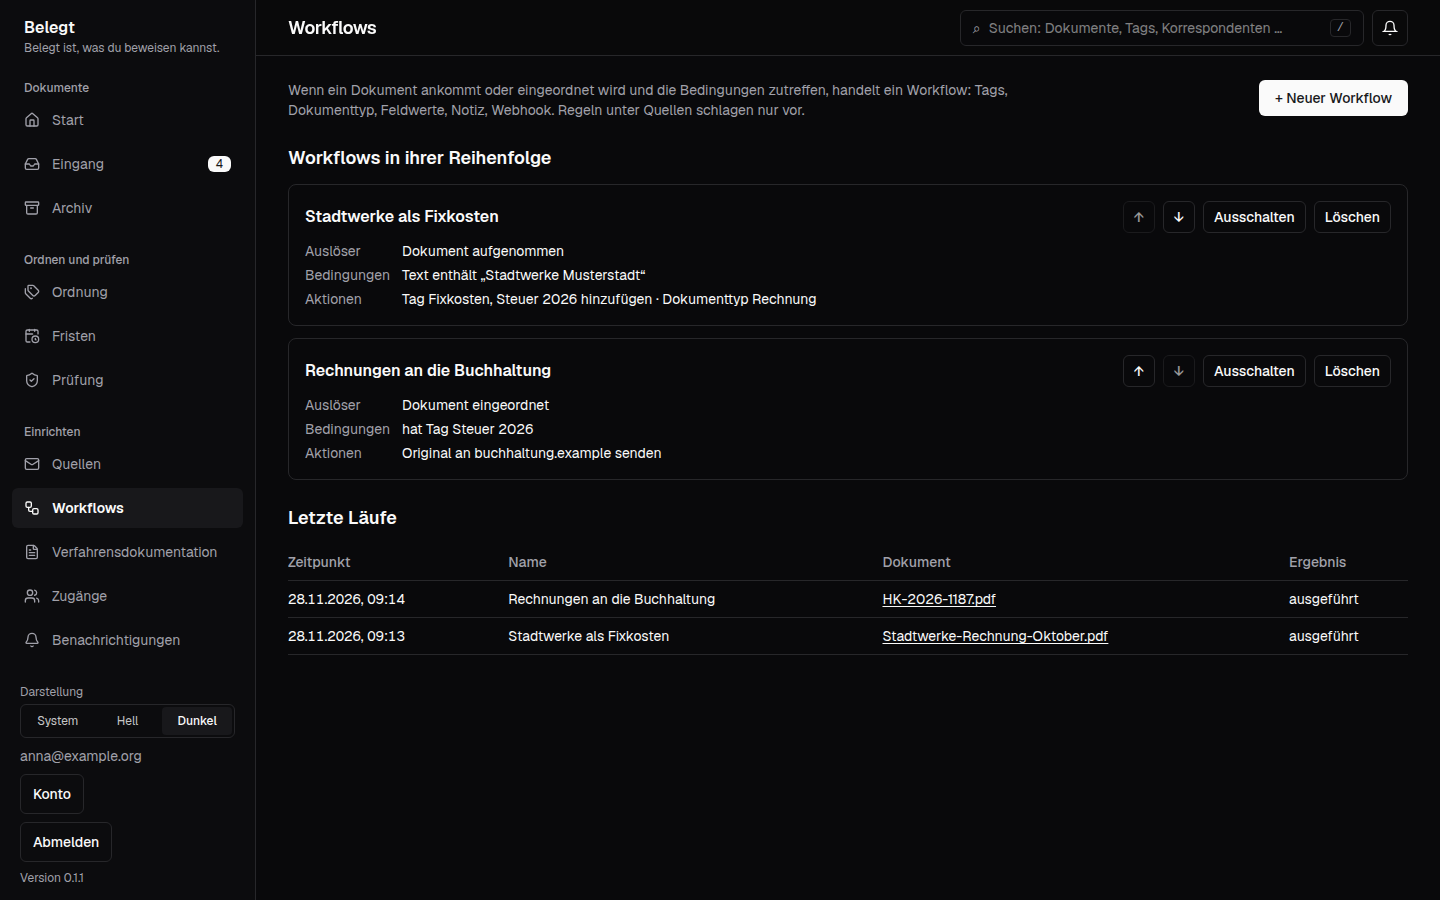 Belegt
Belegt ist, was du beweisen kannst.
Dokumente
Start
Eingang 4
Archiv
Ordnen und prüfen
Ordnung
Fristen
Prüfung
Einrichten
Quellen
Workflows
Verfahrensdokumentation
Zugänge
Benachrichtigungen
Darstellung
System Hell Dunkel
anna@example.org
Konto
Abmelden
Version 0.1.1
Workflows
Suchen: Dokumente, Tags, Korrespondenten … /
Wenn ein Dokument ankommt oder eingeordnet wird und die Bedingungen zutreffen, handelt ein Workflow: Tags,
Dokumenttyp, Feldwerte, Notiz, Webhook. Regeln unter Quellen schlagen nur vor.
+ Neuer Workflow
Workflows in ihrer Reihenfolge
Stadtwerke als Fixkosten ↑ ↓ Ausschalten Löschen
Auslöser Dokument aufgenommen
Bedingungen Text enthält „Stadtwerke Musterstadt“
Aktionen Tag Fixkosten, Steuer 2026 hinzufügen · Dokumenttyp Rechnung
Rechnungen an die Buchhaltung ↑ ↓ Ausschalten Löschen
Auslöser Dokument eingeordnet
Bedingungen hat Tag Steuer 2026
Aktionen Original an buchhaltung.example senden
Letzte Läufe
Zeitpunkt Name Dokument Ergebnis
28.11.2026, 09:14 Rechnungen an die Buchhaltung HK-2026-1187.pdf ausgeführt
28.11.2026, 09:13 Stadtwerke als Fixkosten Stadtwerke-Rechnung-Oktober.pdf ausgeführt